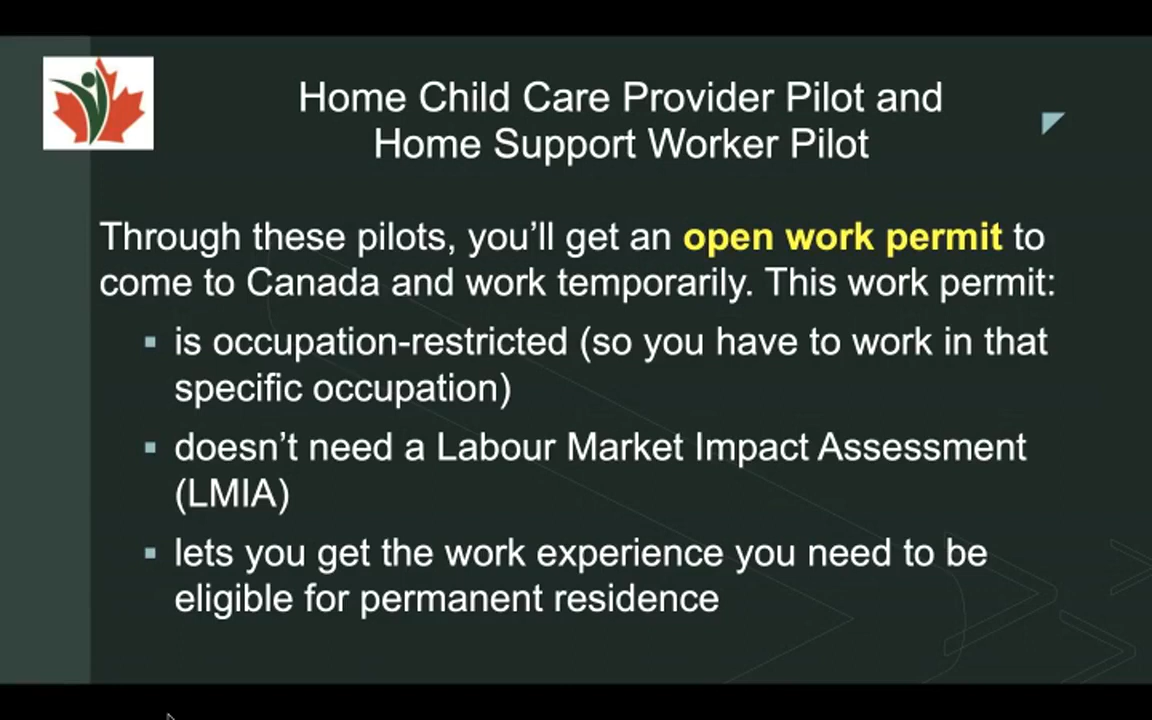 Home Child Care Provider Pilot and
Home Support Worker Pilot
Through these pilots, you’ll get an open work permit to
come to Canada and work temporarily. This work permit:
▪ is occupation-restricted (so you have to work in that
specific occupation)
▪ doesn’t need a Labour Market Impact Assessment
(LMIA)
▪ lets you get the work experience you need to be
eligible for permanent residence